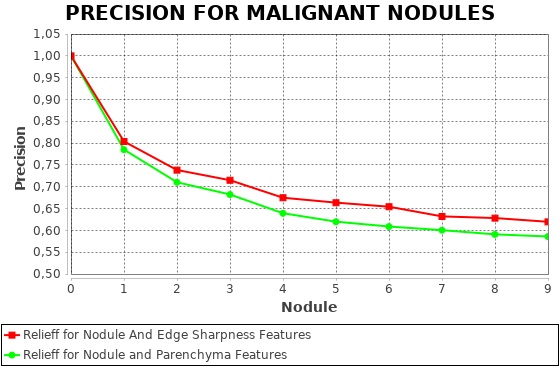 PRECISION FOR MALIGNANT NODULES
1,05
1,00
0,95
0,90
0,85
0,80
0,75
0,70
0,65
0,60
0,55
0,50
Precision
0 1 2 3 4 5 6 7 8 9
Nodule
Relieff for Nodule And Edge Sharpness Features
Relieff for Nodule and Parenchyma Features